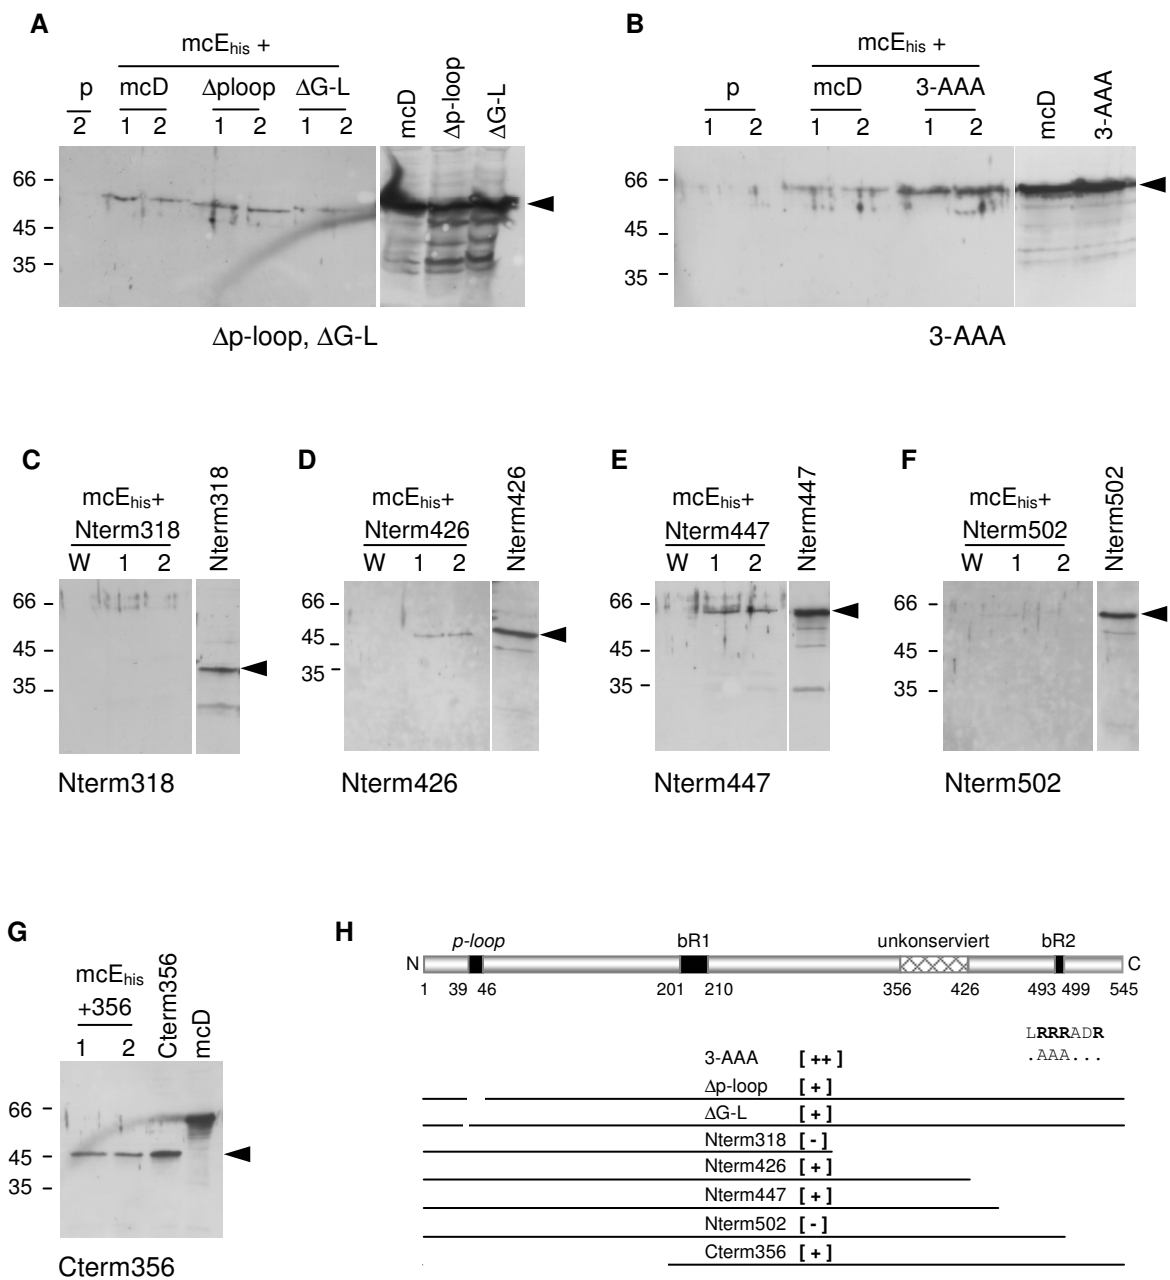 A
mcEhis +
p mcD Δploop ΔG-L
2 1 2 1 2 1 2
mcD Δp-loop ΔG-L
66
45
35
Δp-loop, ΔG-L
B
mcEhis +
p mcD 3-AAA
1 2 1 2 1 2
mcD 3-AAA
66
45
35
3-AAA
C
mcEhis+
Nterm318
W 1 2
Nterm318
66
35
Nterm318
D
mcEhis+
Nterm426
W 1 2
Nterm426
66
45
35
Nterm426
E
mcEhis+
Nterm447
W 1 2
Nterm447
66
45
35
Nterm447
F
mcEhis+
Nterm502
W 1 2
Nterm502
66
45
35
Nterm502
G
mcEhis
+356
1 2
Cterm356 mcD
66
45
35
Cterm356
H
p-loop bR1 unkonserviert bR2
N C
1 39 46 201 210 356 426 493 499 545
LRRRADR
.AAA...
3-AAA [ ++ ]
Δp-loop [ + ]
ΔG-L [ + ]
Nterm318 [ - ]
Nterm426 [ + ]
Nterm447 [ + ]
Nterm502 [ - ]
Cterm356 [ + ]